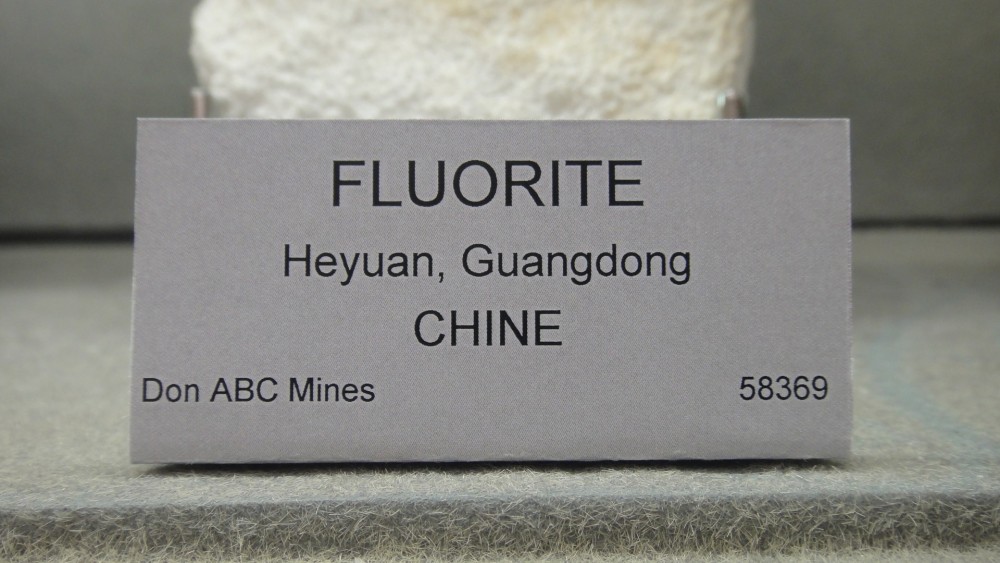 FLUORITE
Heyuan, Guangdong
CHINE
Don ABC Mines 58369